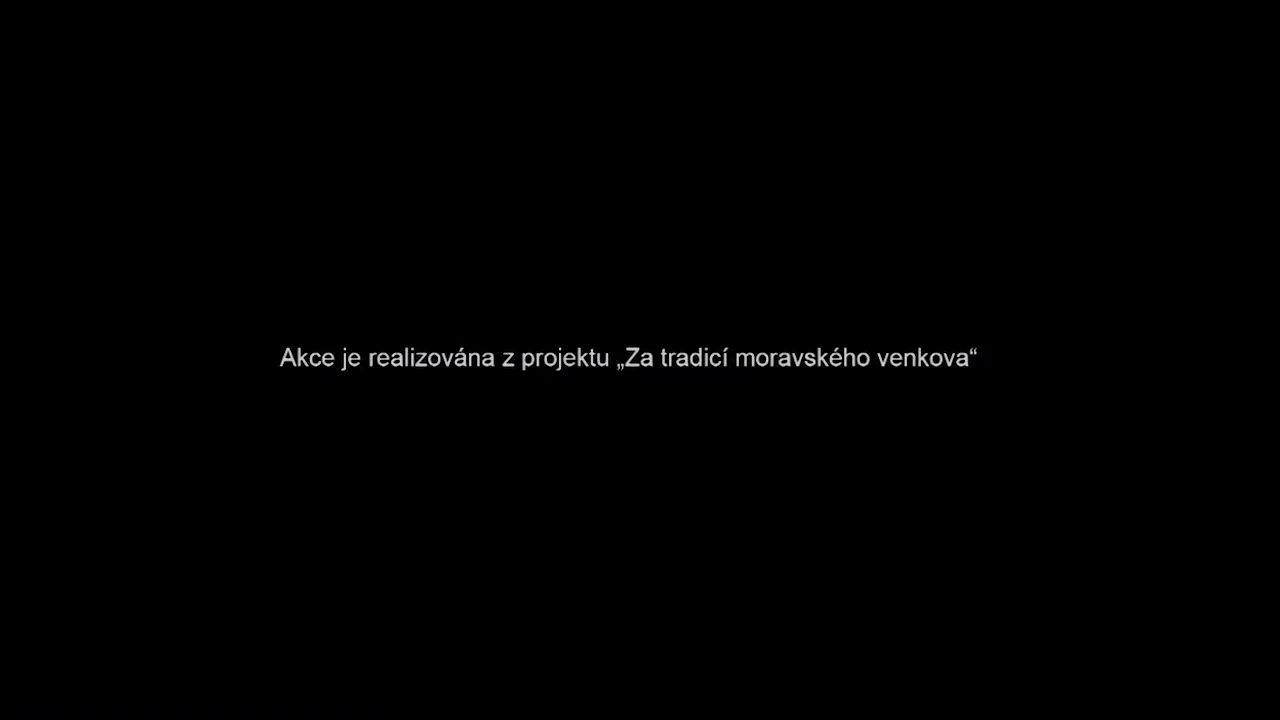 Akce je realizována z projektu „Za tradicí moravského venkova“